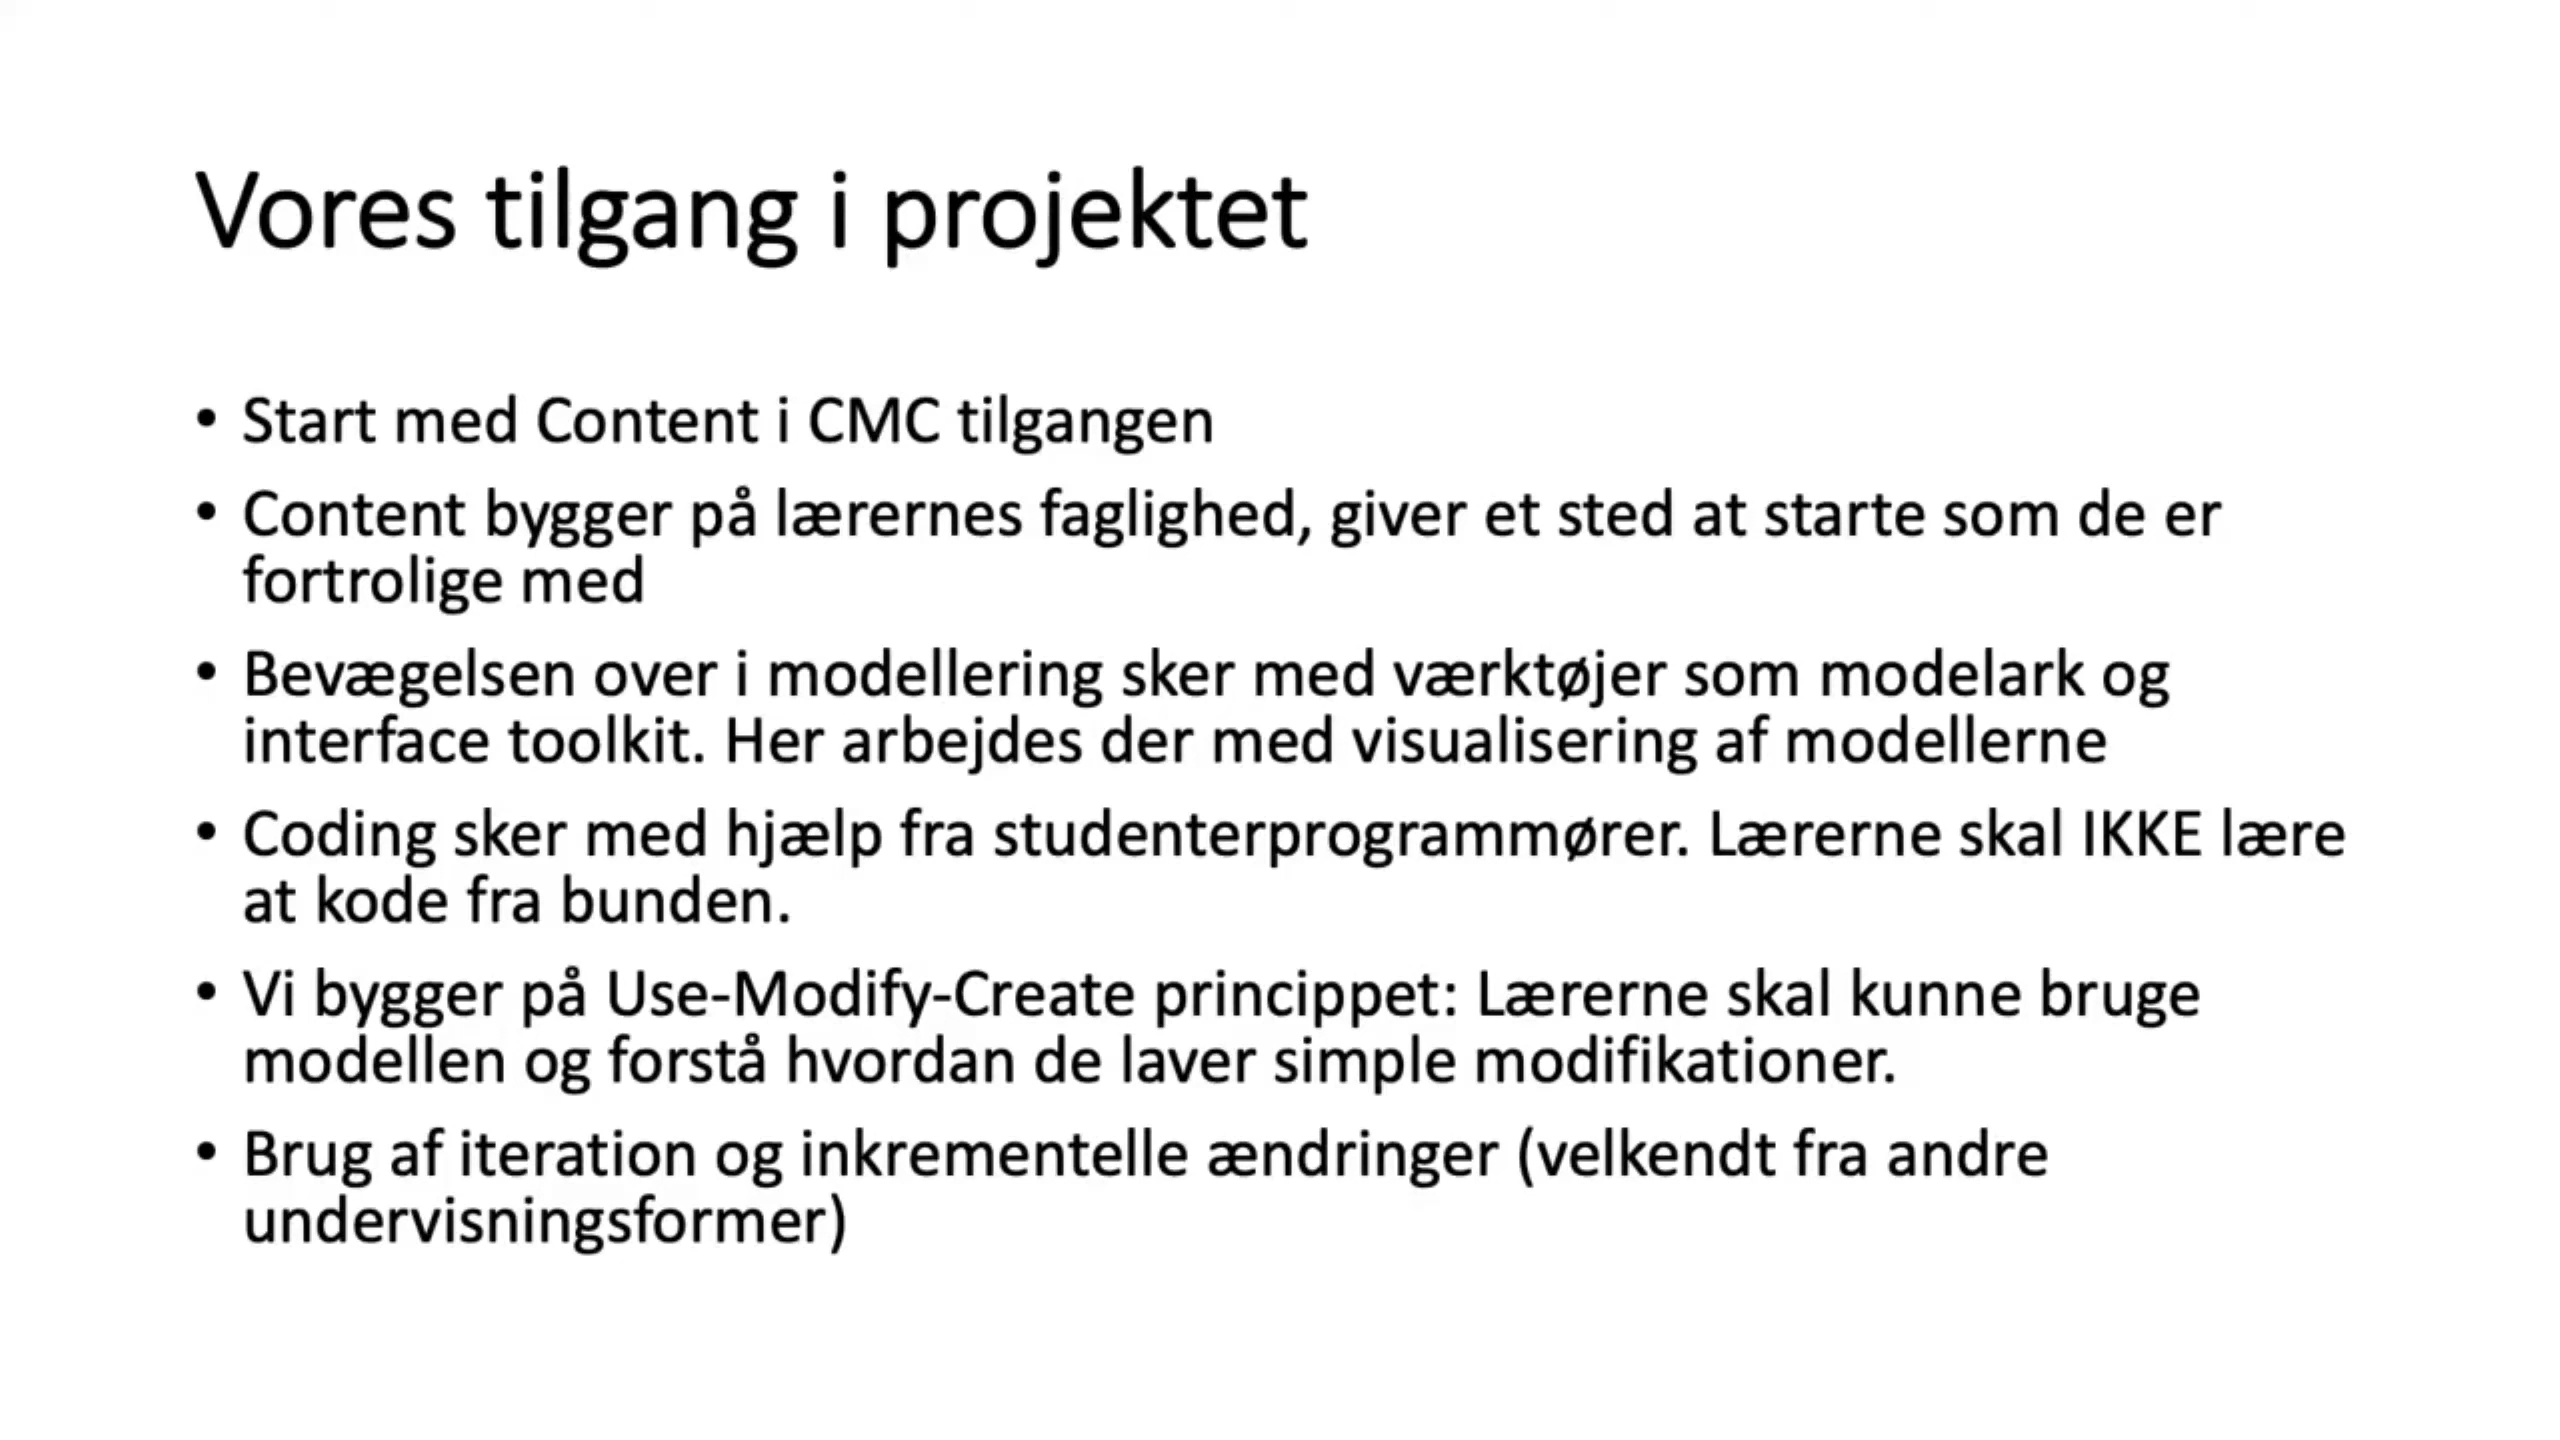 Vores tilgang i projektet
• Start med Content i CMC tilgangen
• Content bygger på lærernes faglighed, giver et sted at starte som de er
fortrolige med
• Bevægelsen over i modellering sker med værktøjer som modelark og
interface toolkit. Her arbejdes der med visualisering af modellerne
• Coding sker med hjælp fra studenterprogrammører. Lærerne skal IKKE lære
at kode fra bunden.
• Vi bygger på Use-Modify-Create princippet: Lærerne skal kunne bruge
modellen og forstå hvordan de laver simple modifikationer.
• Brug af iteration og inkrementelle ændringer (velkendt fra andre
undervisningsformer)